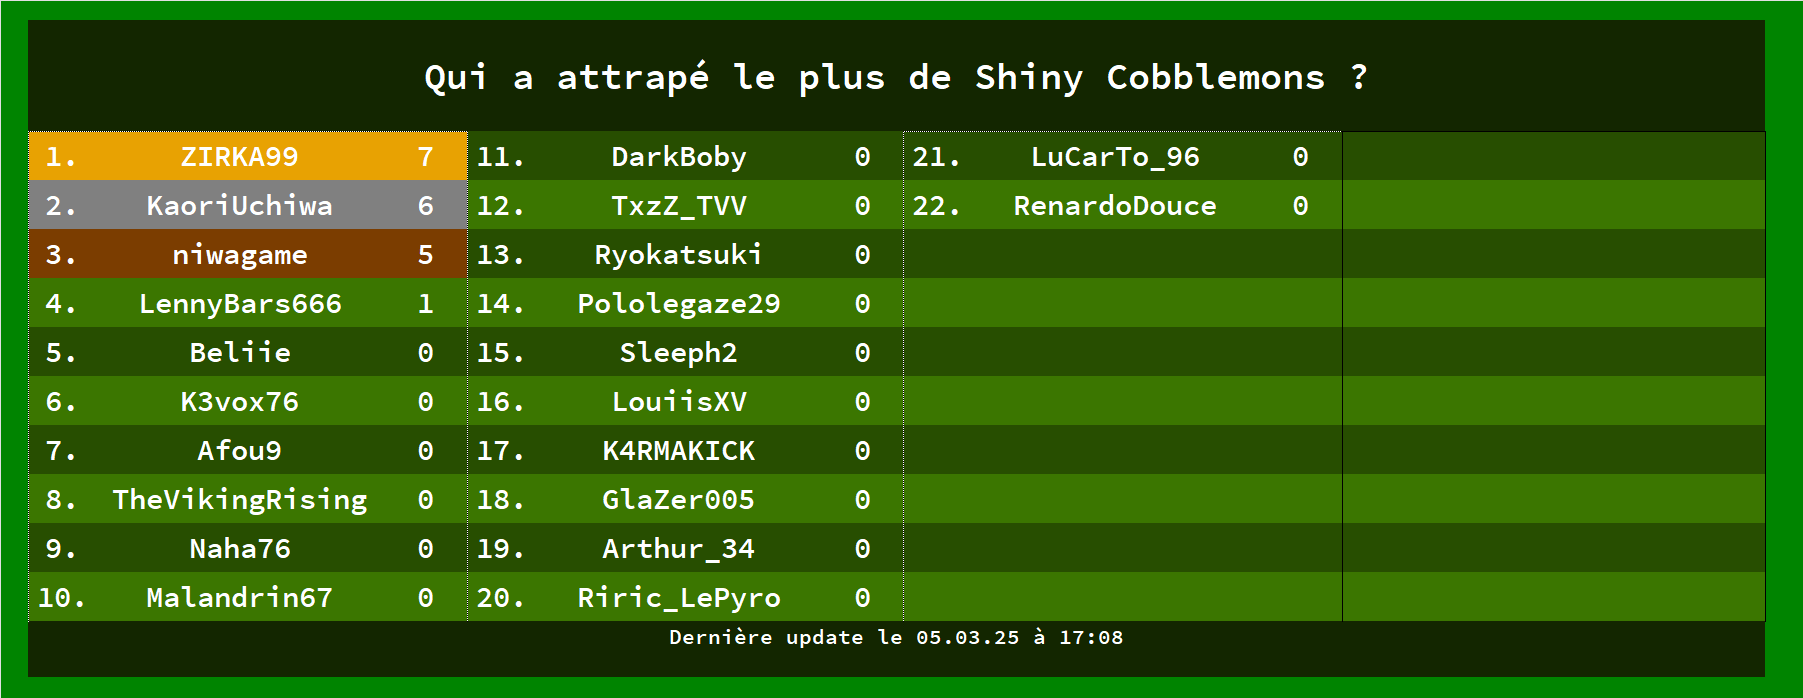 Qui a attrapé le plus de Shiny Cobblemons ?
1. ZIRKA99 7
2. KaoriUchiwa 6
3. niwagame 5
4. LennyBars666 1
5. Beliie 0
6. K3vox76 0
7. Afou9 0
8. TheVikingRising 0
9. Naha76 0
10. Malandrin67 0
11. DarkBoby 0
12. TxzZ_TVV 0
13. Ryokatsuki 0
14. Pololegaze29 0
15. Sleeph2 0
16. LouiisXV 0
17. K4RMAKICK 0
18. GlaZer005 0
19. Arthur_34 0
20. Riric_LePyro 0
21. LuCarTo_96 0
22. RenardoDouce 0
Dernière update le 05.03.25 à 17:08